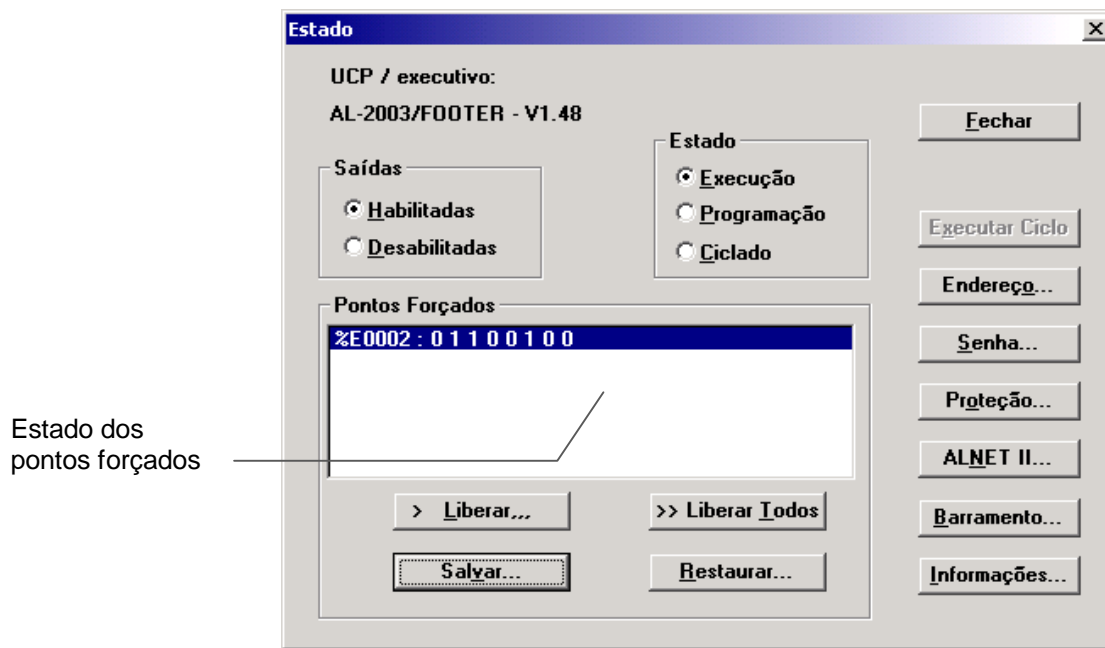 Estado
UCP / executivo:
AL-2003/FOOTER - V1.48
Fechar
Saídas
Habilitadas
Desabilitadas
Estado
Execução
Programação
Ciclado
Executar Ciclo
Endereço...
Senha...
Proteção...
ALNET II...
Barramento...
Informações...
Pontos Forçados
%E0002 : 0 1 1 0 0 1 0 0
> Liberar,,,
>> Liberar Todos
Salvar...
Restaurar...
Estado dos
pontos forçados